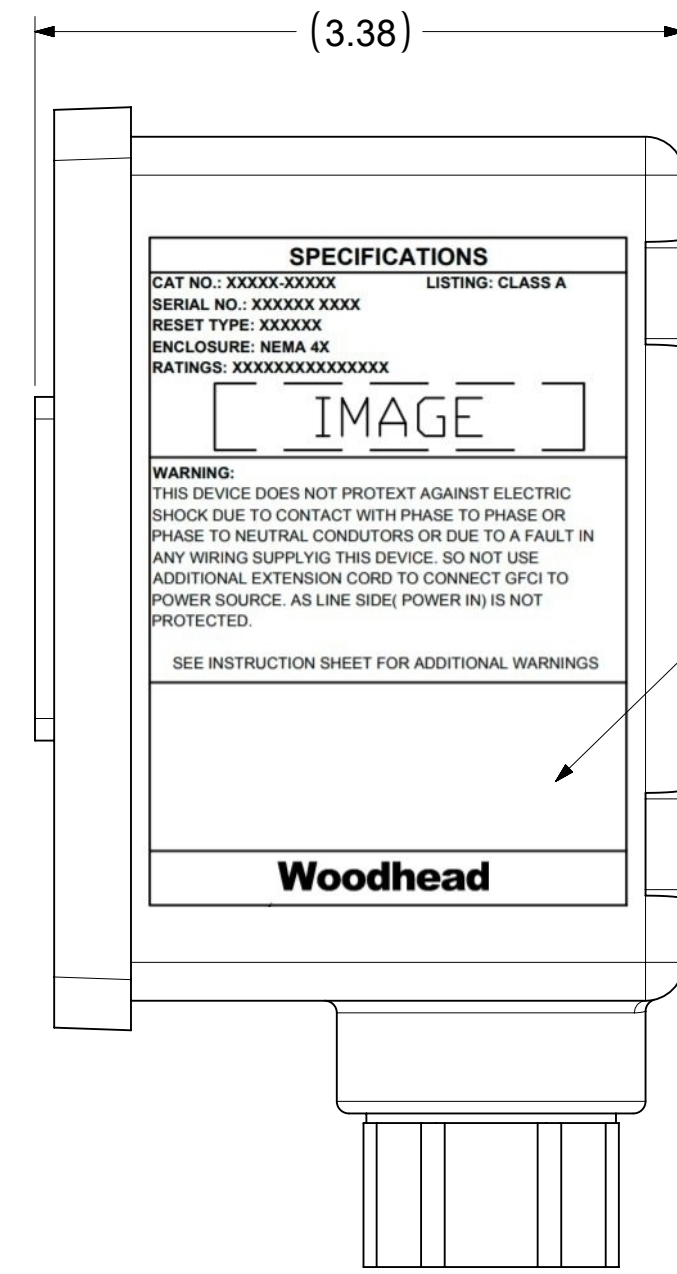 (3.38)
SPECIFICATIONS
CAT NO.: XXXXX-XXXXX LISTING: CLASS A
SERIAL NO.: XXXXXX XXXX
RESET TYPE: XXXXXX
ENCLOSURE: NEMA 4X
RATINGS: XXXXXXXXXXXXXXX
IMAGE
WARNING:
THIS DEVICE DOES NOT PROTEXT AGAINST ELECTRIC
SHOCK DUE TO CONTACT WITH PHASE TO PHASE OR
PHASE TO NEUTRAL CONDUTORS OR DUE TO A FAULT IN
ANY WIRING SUPPLYIG THIS DEVICE. SO NOT USE
ADDITIONAL EXTENSION CORD TO CONNECT GFCI TO
POWER SOURCE. AS LINE SIDE( POWER IN) IS NOT
PROTECTED.
SEE INSTRUCTION SHEET FOR ADDITIONAL WARNINGS
Woodhead